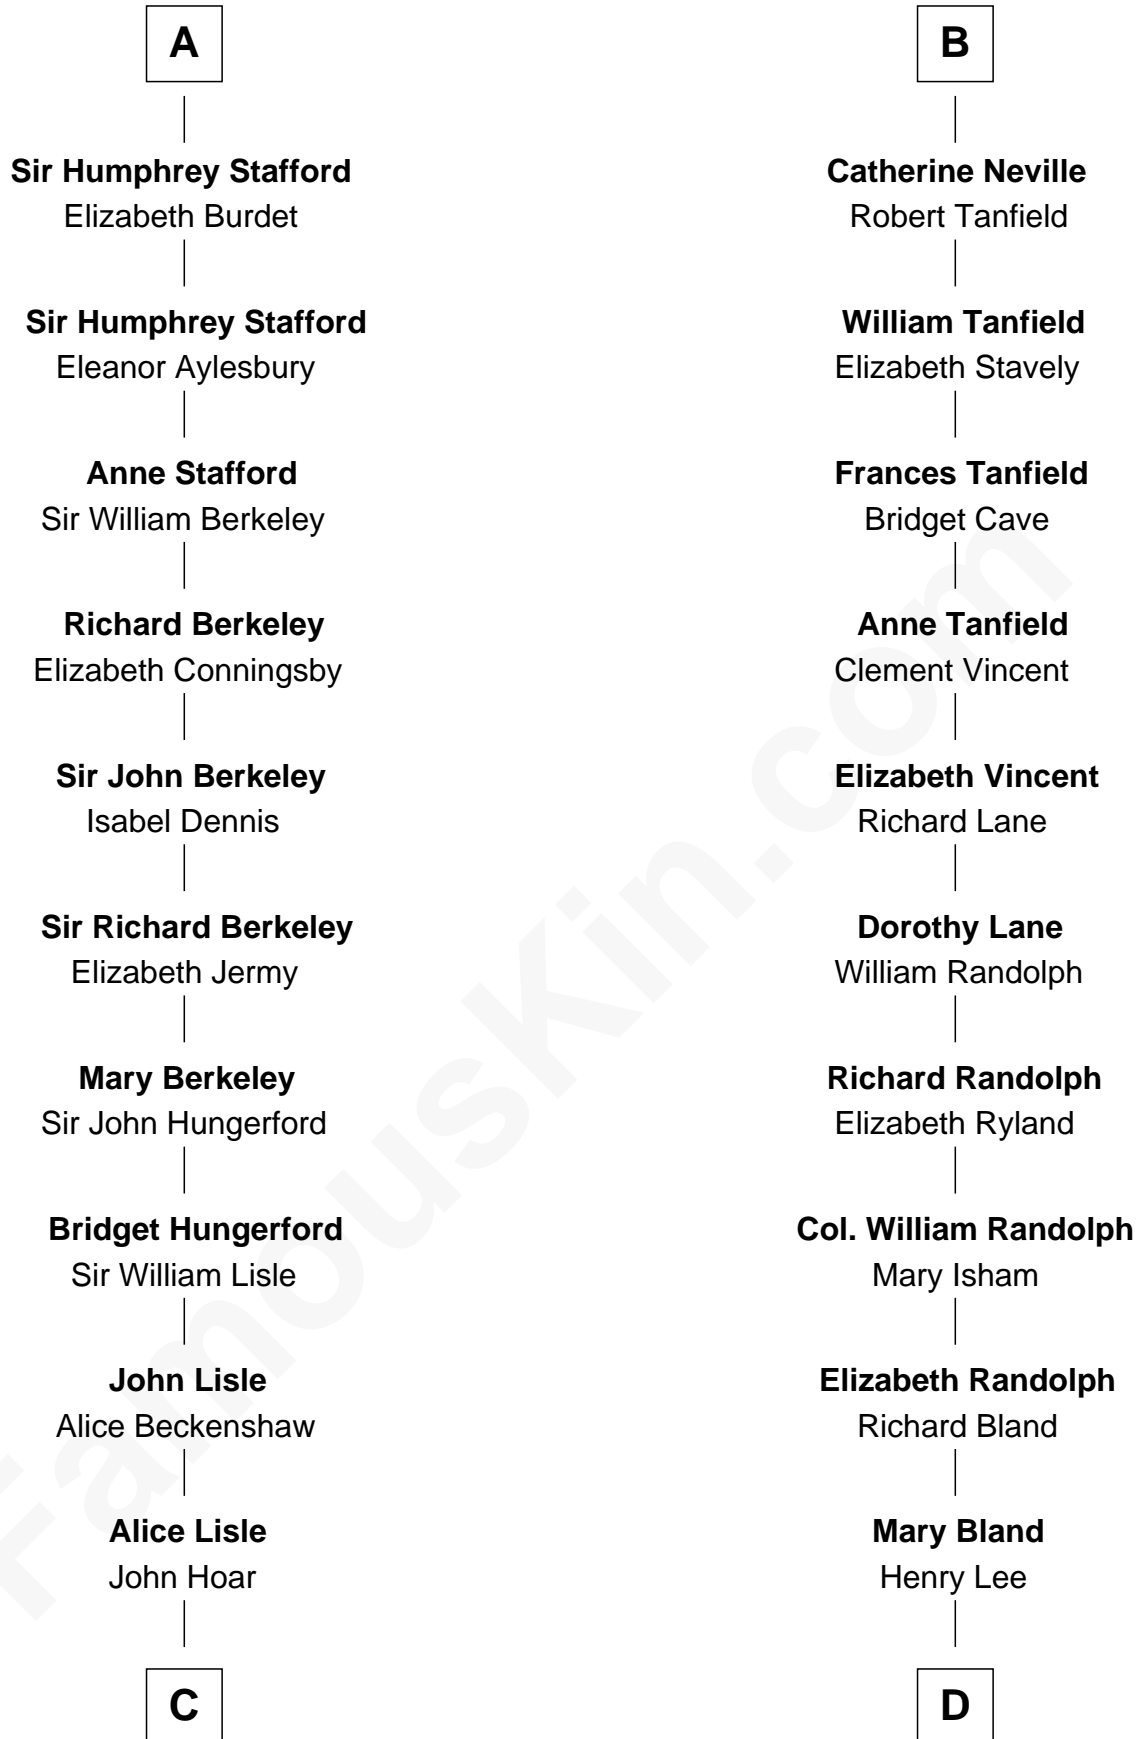 A
Sir Humphrey Stafford
Elizabeth Burdet
Sir Humphrey Stafford
Eleanor Aylesbury
Anne Stafford
Sir William Berkeley
Richard Berkeley
Elizabeth Conningsby
Sir John Berkeley
Isabel Dennis
Sir Richard Berkeley
Elizabeth Jermy
Mary Berkeley
Sir John Hungerford
Bridget Hungerford
Sir William Lisle
John Lisle
Alice Beckenshaw
Alice Lisle
John Hoar
C
B
Catherine Neville
Robert Tanfield
William Tanfield
Elizabeth Stavely
Frances Tanfield
Bridget Cave
Anne Tanfield
Clement Vincent
Elizabeth Vincent
Richard Lane
Dorothy Lane
William Randolph
Richard Randolph
Elizabeth Ryland
Col. William Randolph
Mary Isham
Elizabeth Randolph
Richard Bland
Mary Bland
Henry Lee
D
FamousKin.com